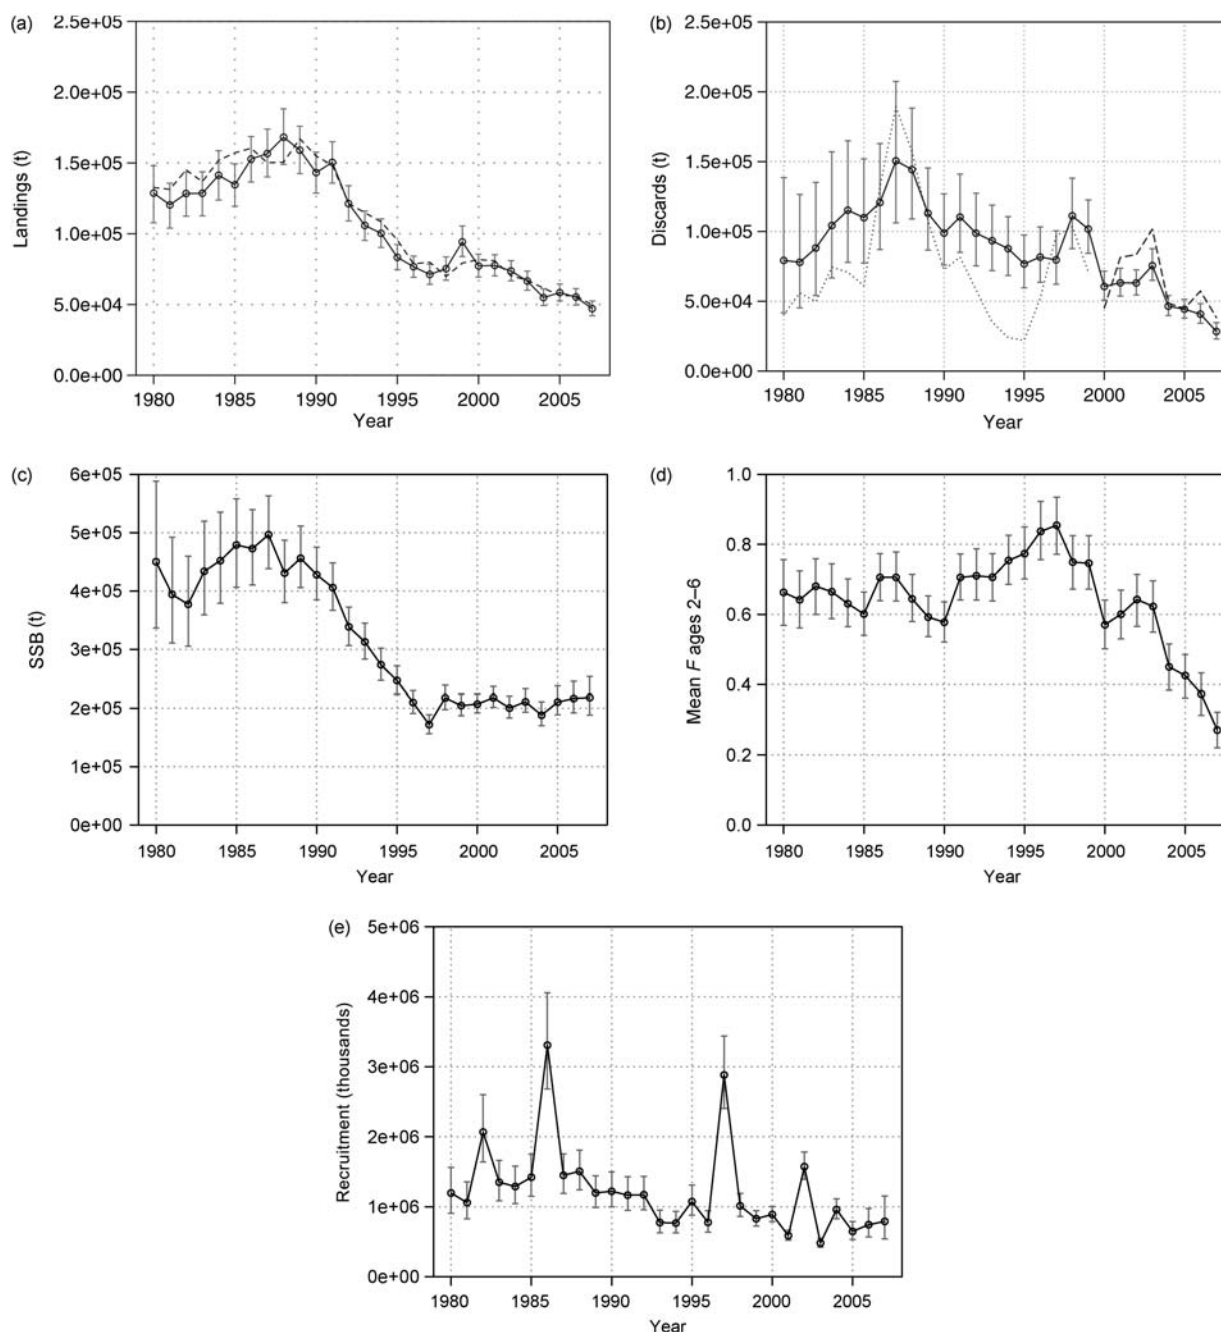 (a)
2.5e+05
2.0e+05
1.5e+05
1.0e+05
5.0e+04
0.0e+00
Landings (t)
1980 1985 1990 1995 2000 2005
Year
(b)
2.5e+05
2.0e+05
1.5e+05
1.0e+05
5.0e+04
0.0e+00
Discards (t)
1980 1985 1990 1995 2000 2005
Year
(c)
6e+05
5e+05
4e+05
3e+05
2e+05
1e+05
0e+00
SSB (t)
1980 1985 1990 1995 2000 2005
Year
(d)
1.0
0.8
0.6
0.4
0.2
0.0
Mean F ages 2–6
1980 1985 1990 1995 2000 2005
Year
(e)
5e+06
4e+06
3e+06
2e+06
1e+06
0e+00
Recruitment (thousands)
1980 1985 1990 1995 2000 2005
Year